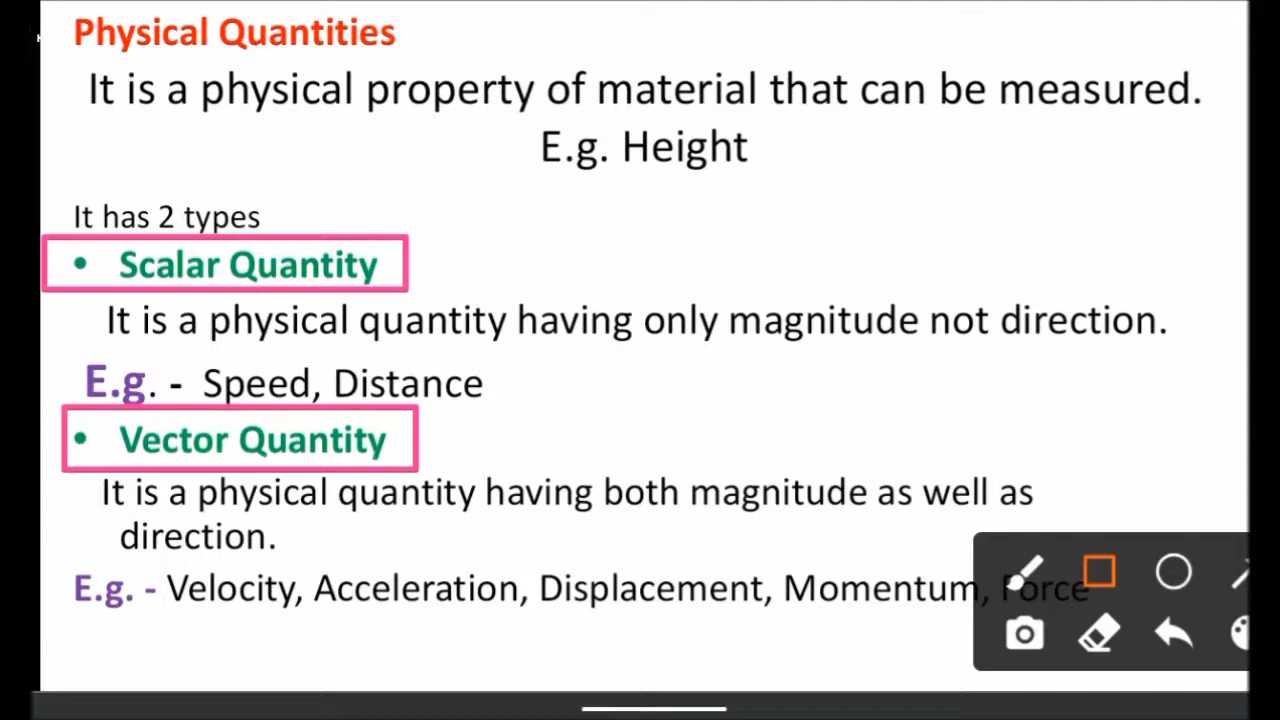 Physical Quantities
It is a physical property of material that can be measured.
E.g. Height
It has 2 types
• Scalar Quantity
It is a physical quantity having only magnitude not direction.
E.g. - Speed, Distance
• Vector Quantity
It is a physical quantity having both magnitude as well as
direction.
E.g. - Velocity, Acceleration, Displacement, Momentum, Force